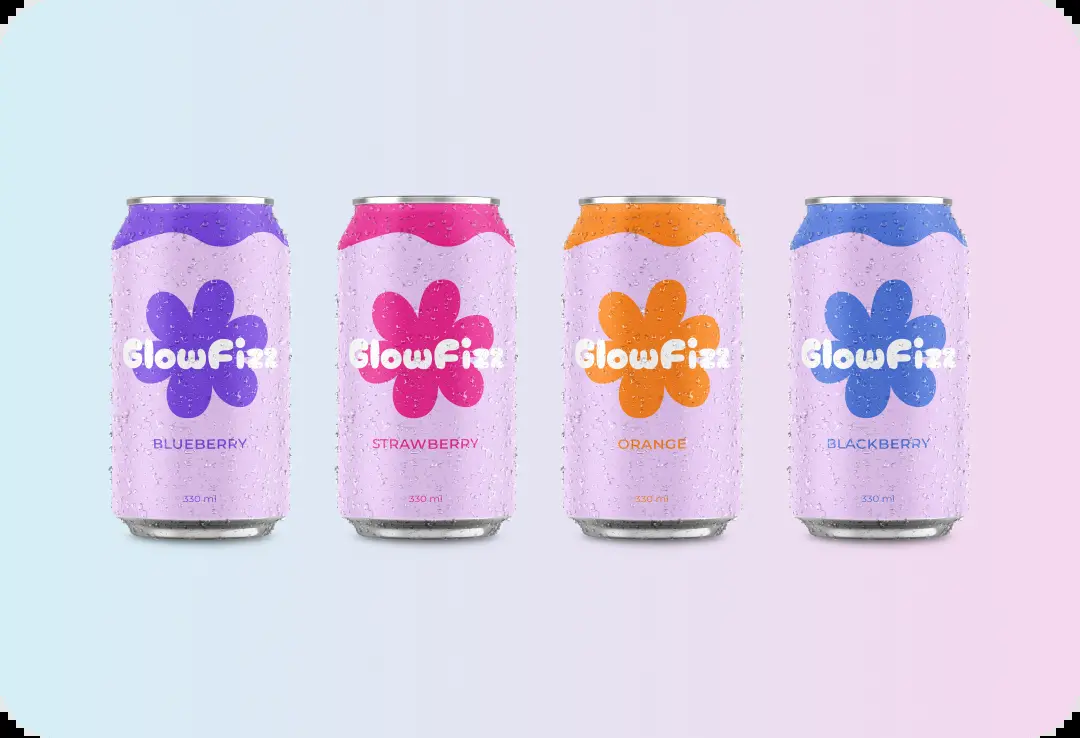 GlowFizz
BLUEBERRY
330 ml
GlowFizz
STRAWBERRY
330 ml
GlowFizz
ORANGE
330 ml
GlowFizz
BLACKBERRY
330 ml